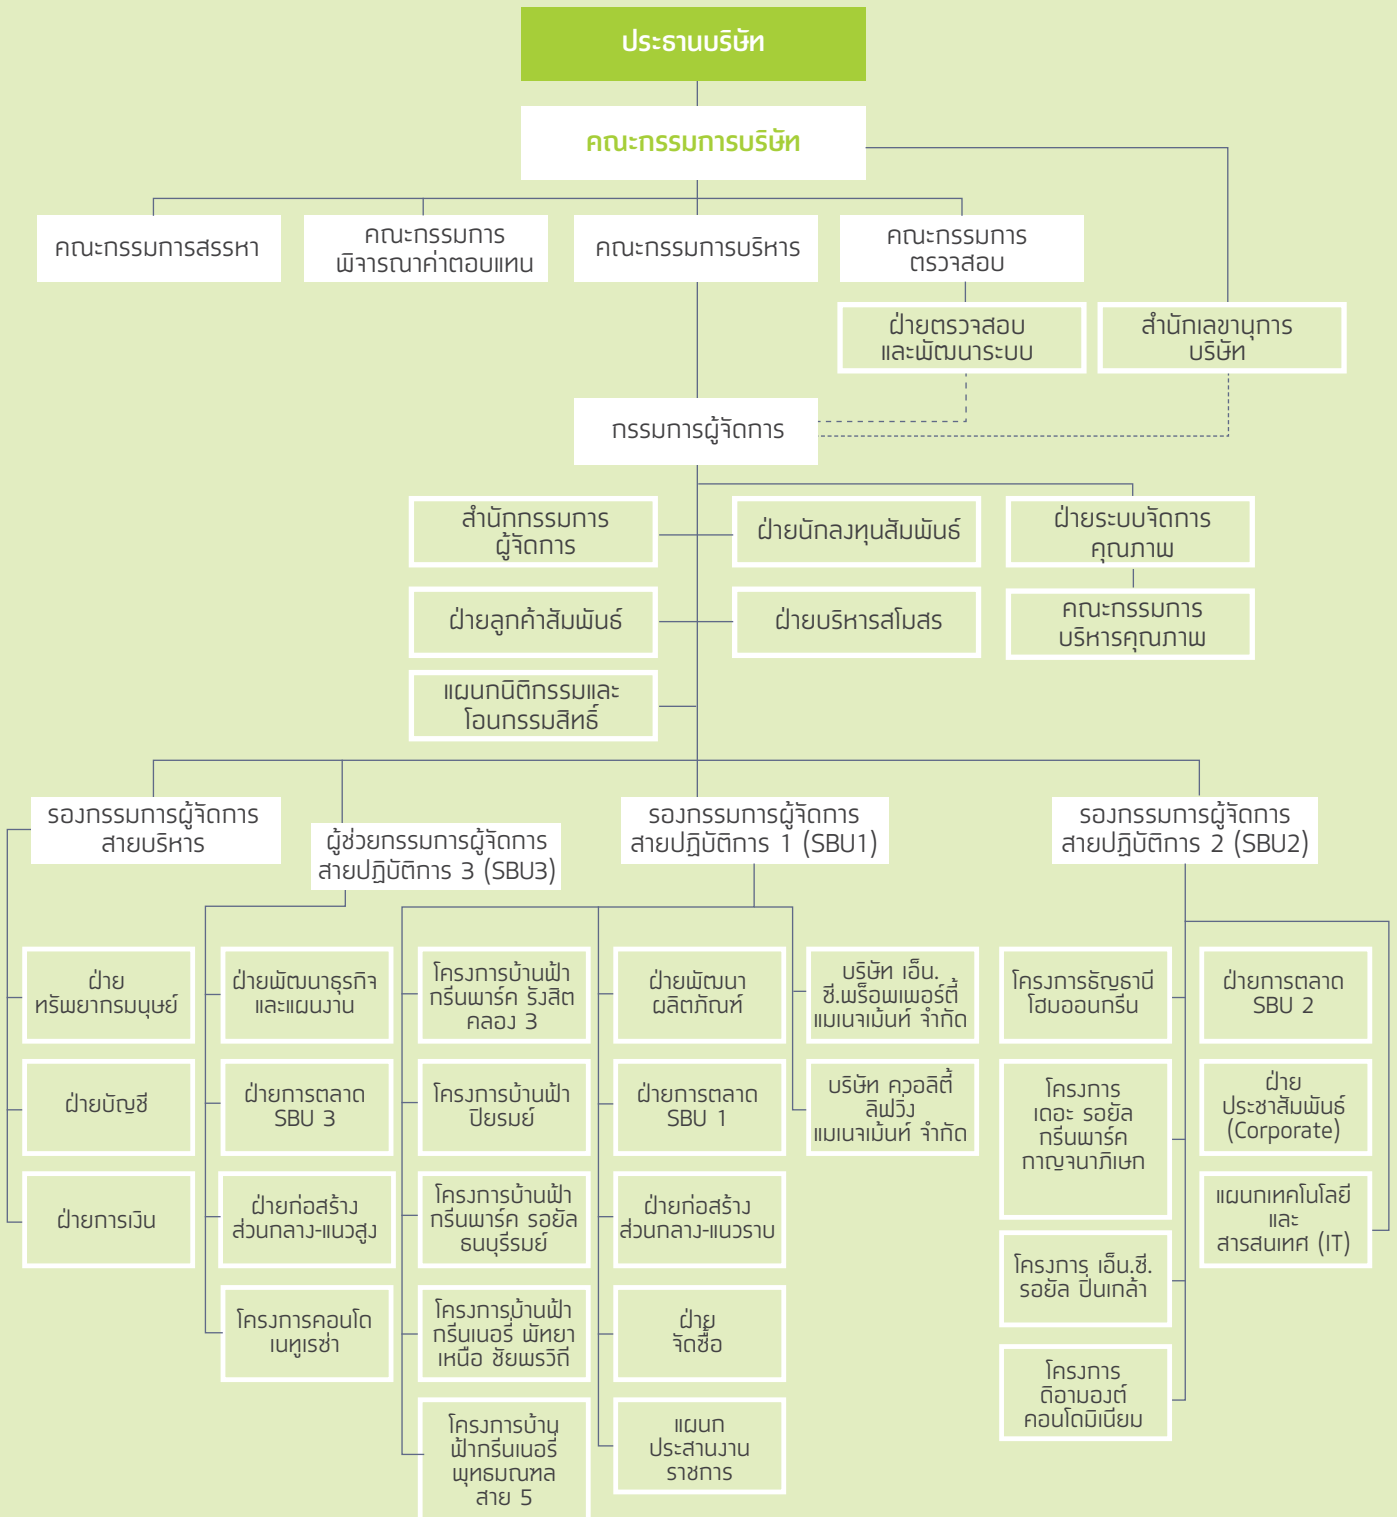 ประธานบริษัท
คณะกรรมการบริษัท
คณะกรรมการสรรหา
คณะกรรมการ
พิจารณาค่าตอบแทน
คณะกรรมการบริหาร
คณะกรรมการ
ตรวจสอบ
ฝ่ายตรวจสอบ
และพัฒนาระบบ
สำนักเลขานุการ
บริษัท
กรรมการผู้จัดการ
สำนักกรรมการ
ผู้จัดการ
ฝ่ายนักลงทุนสัมพันธ์
ฝ่ายระบบจัดการ
คุณภาพ
ฝ่ายลูกค้าสัมพันธ์
ฝ่ายบริหารสโมสร
คณะกรรมการ
บริหารคุณภาพ
แผนกนิติกรรมและ
โอนกรรมสิทธิ์
รองกรรมการผู้จัดการ
สายบริหาร
ผู้ช่วยกรรมการผู้จัดการ
สายปฏิบัติการ 3 (SBU3)
รองกรรมการผู้จัดการ
สายปฏิบัติการ 1 (SBU1)
รองกรรมการผู้จัดการ
สายปฏิบัติการ 2 (SBU2)
ฝ่าย
ทรัพยากรมนุษย์
ฝ่ายบัญชี
ฝ่ายการเงิน
ฝ่ายพัฒนาธุรกิจ
และแผนงาน
ฝ่ายการตลาด
SBU 3
ฝ่ายก่อสร้าง
ส่วนกลาง-แนวสูง
โครงการคอนโด
เนทูเรซ่า
โครงการบ้านฟ้า
กรีนพาร์ค รังสิต
คลอง 3
โครงการบ้านฟ้า
ปิยรมย์
โครงการบ้านฟ้า
กรีนพาร์ค รอยัล
ธนบุรีรมย์
โครงการบ้านฟ้า
กรีนเนอรี่ พัทยา
เหนือ ชัยพรวิถี
โครงการบ้าน
ฟ้ากรีนเนอรี่
พุทธมณฑล
สาย 5
ฝ่ายพัฒนา
ผลิตภัณฑ์
ฝ่ายการตลาด
SBU 1
ฝ่ายก่อสร้าง
ส่วนกลาง-แนวราบ
ฝ่าย
จัดซื้อ
แผนก
ประสานงาน
ราชการ
บริษัท เอ็น.
ซี.พร็อพเพอร์ตี้
แมเนจเม้นท์ จำกัด
บริษัท ควอลิตี้
ลิฟวิ่ง
แมเนจเม้นท์ จำกัด
โครงการธัญธานี
โฮมออนกรีน
โครงการ
เดอะ รอยัล
กรีนพาร์ค
กาญจนาภิเษก
โครงการ เอ็น.ซี.
รอยัล ปิ่นเกล้า
โครงการ
ดิอามองต์
คอนโดมิเนียม
ฝ่ายการตลาด
SBU 2
ฝ่าย
ประชาสัมพันธ์
(Corporate)
แผนกเทคโนโลยี
และ
สารสนเทศ (IT)